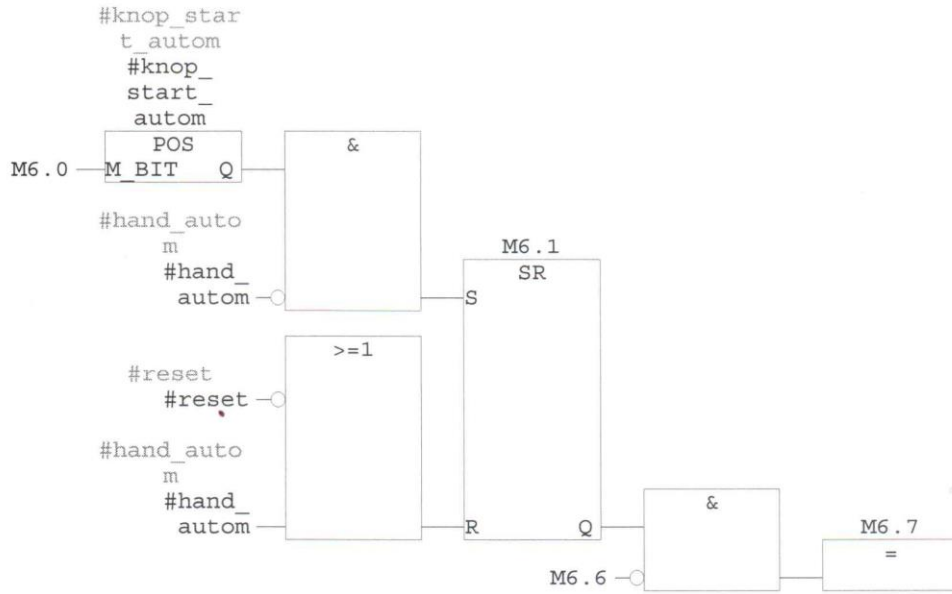 #knop_star
t_autom
#knop_
start_
autom
POS
&
M6.0
M_BIT Q
#hand_auto
m
#hand_
autom
M6.1
SR
S
>=1
#reset
#reset
#hand_auto
m
#hand_
autom
R Q
&
M6.6
M6.7
=